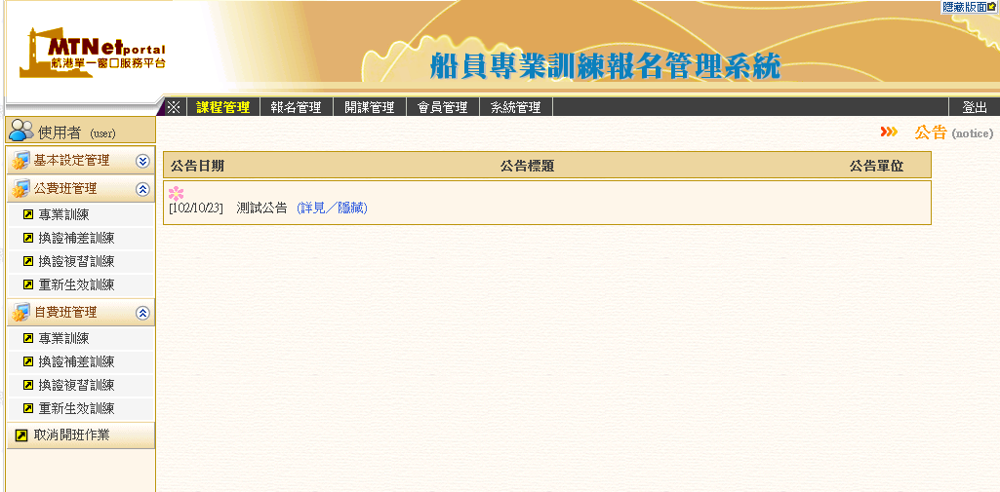 隱藏版面
MTNetportal
航港單一窗口服務平台
船員專業訓練報名管理系統
※ 課程管理 報名管理 開課管理 會員管理 系統管理 登出
使用者 (user)
公告 (notice)
基本設定管理
公費班管理
專業訓練
換證補差訓練
換證複習訓練
重新生效訓練
自費班管理
專業訓練
換證補差訓練
換證複習訓練
重新生效訓練
取消開班作業
公告日期 公告標題 公告單位
[102/10/23] 測試公告 (詳見／隱藏)